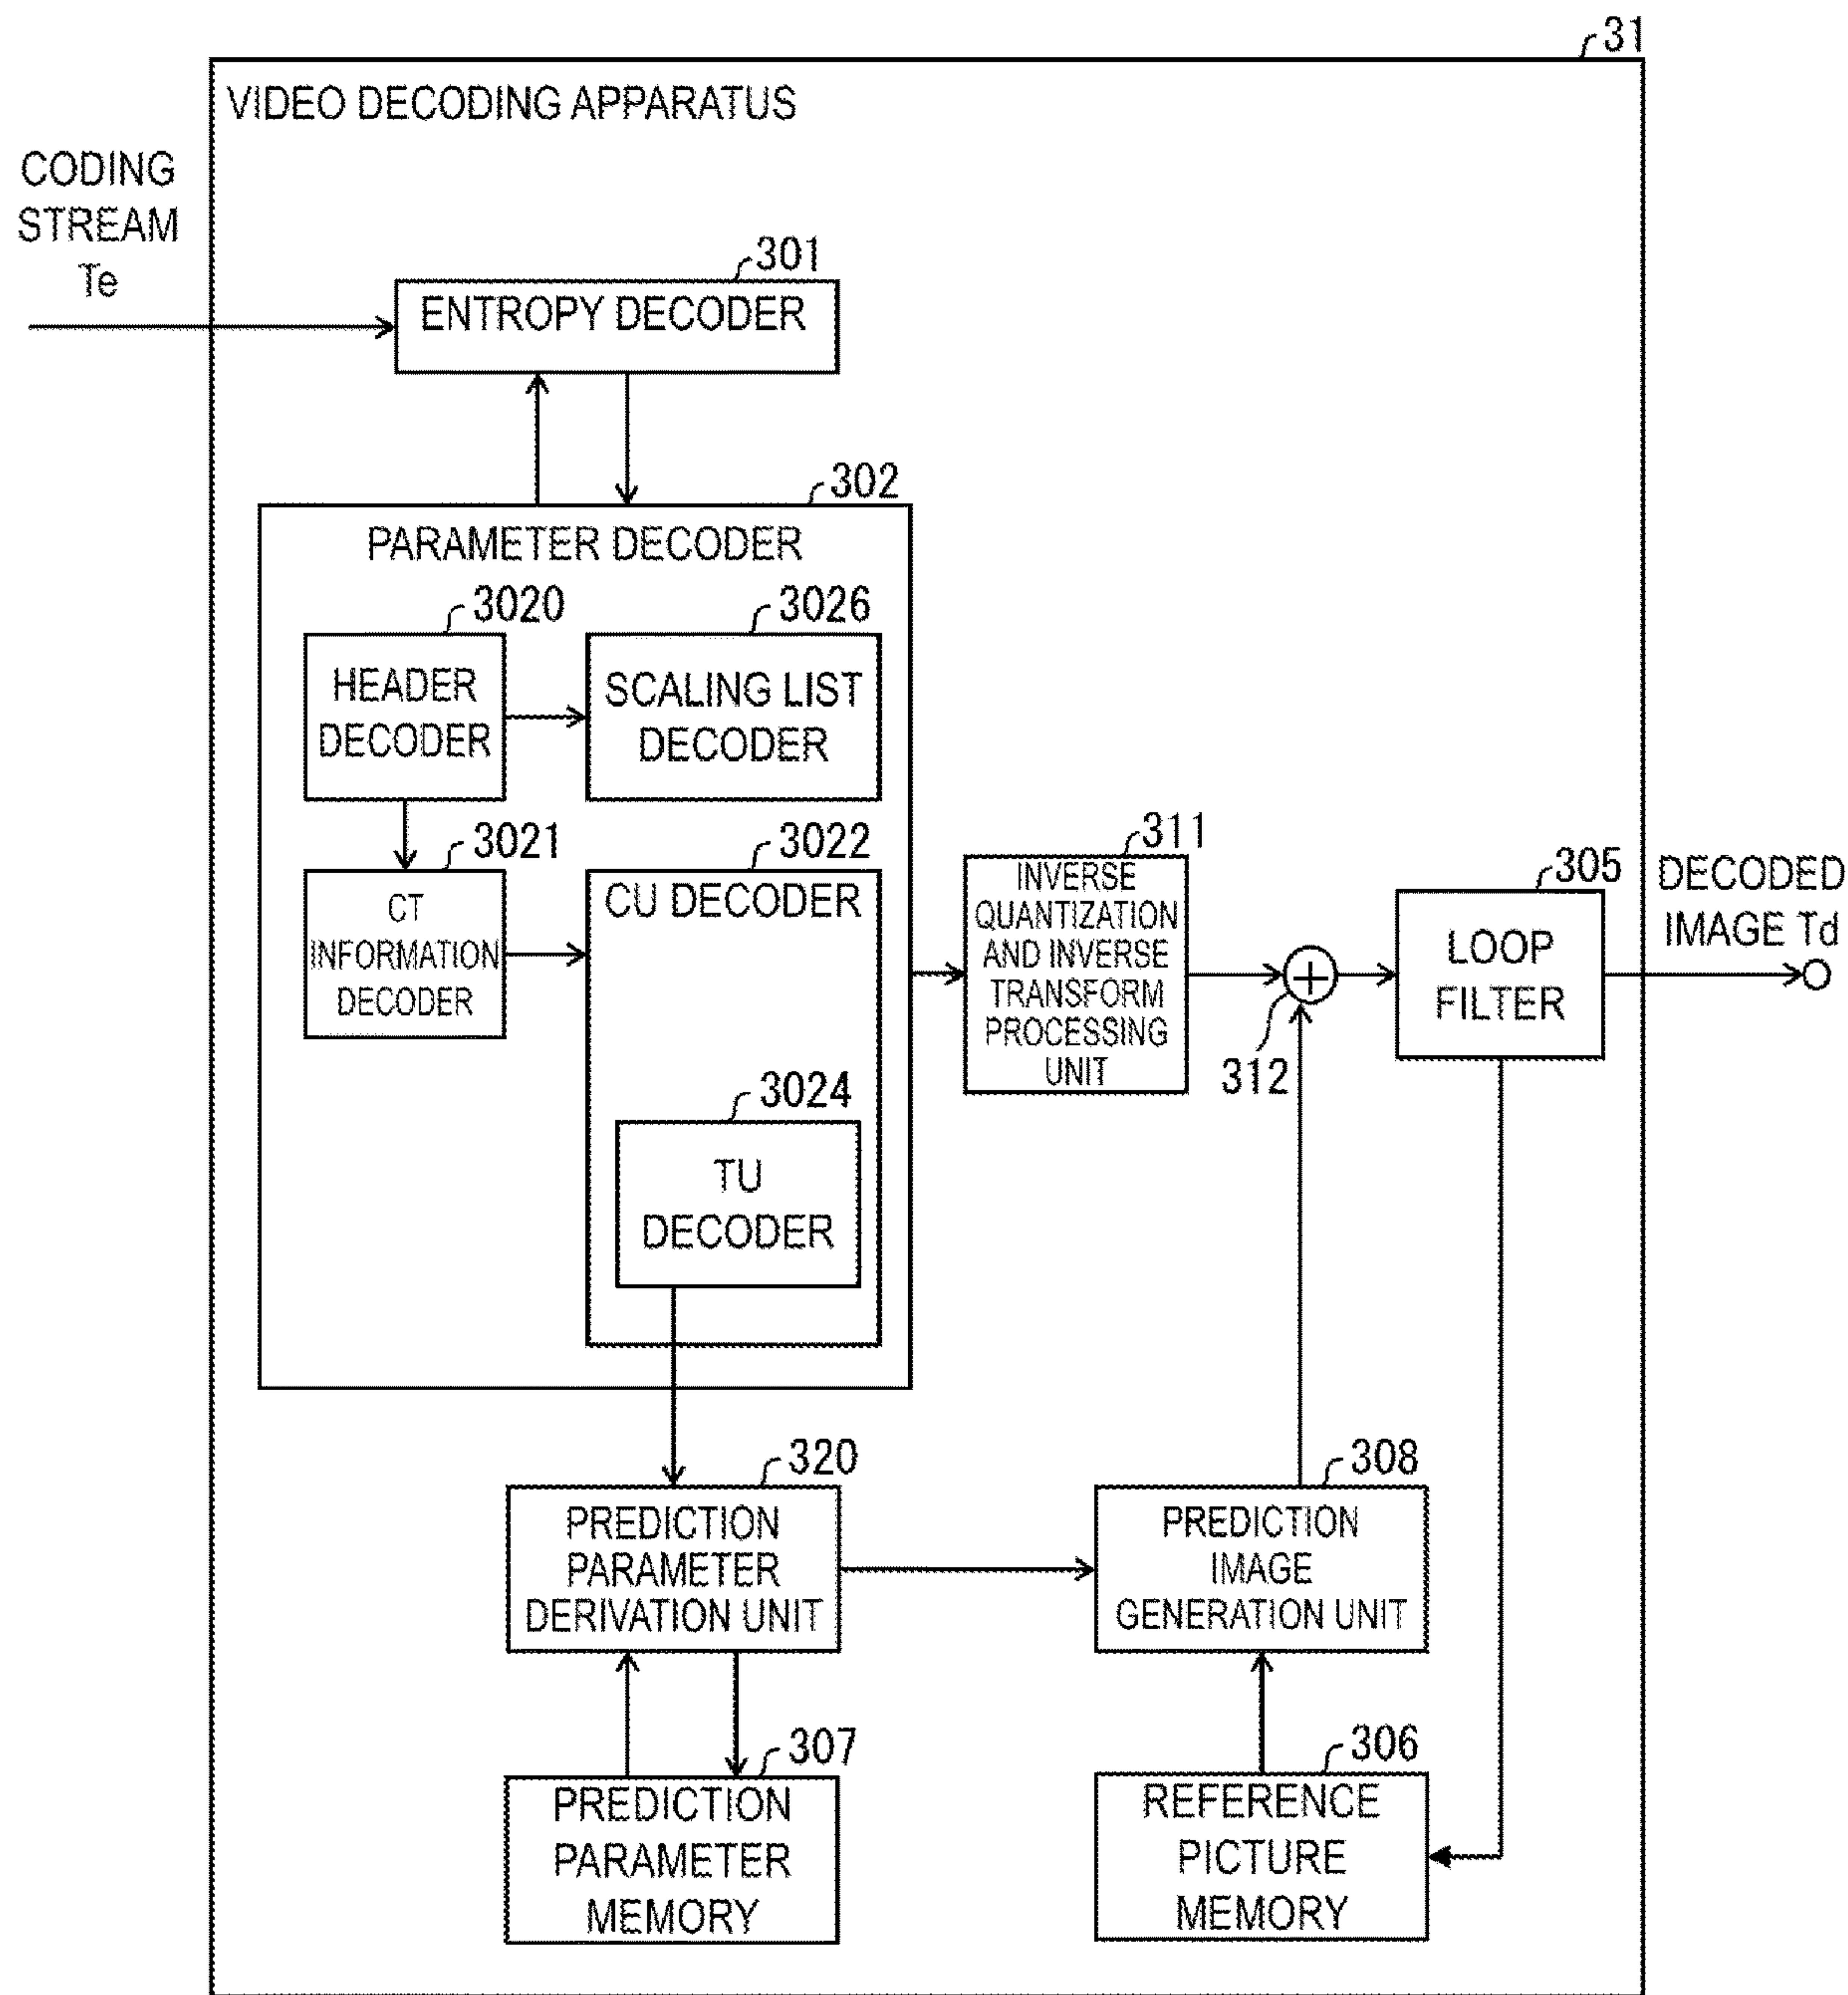 31
VIDEO DECODING APPARATUS
CODING
STREAM
Te
301
ENTROPY DECODER
302
PARAMETER DECODER
3020
HEADER
DECODER
3026
SCALING LIST
DECODER
3021
CT
INFORMATION
DECODER
3022
CU DECODER
3024
TU
DECODER
311
INVERSE
QUANTIZATION
AND INVERSE
TRANSFORM
PROCESSING
UNIT
312
305
LOOP
FILTER
DECODED
IMAGE Td
320
PREDICTION
PARAMETER
DERIVATION UNIT
308
PREDICTION
IMAGE
GENERATION UNIT
307
PREDICTION
PARAMETER
MEMORY
306
REFERENCE
PICTURE
MEMORY